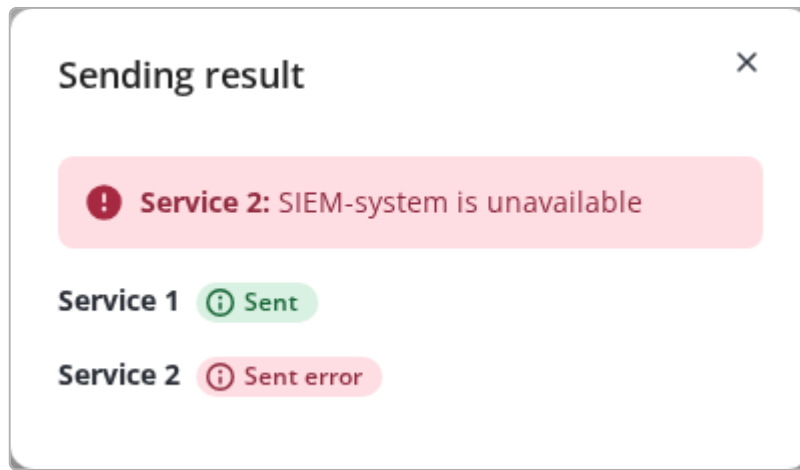 Sending result
Service 2: SIEM-system is unavailable
Service 1 Sent
Service 2 Sent error